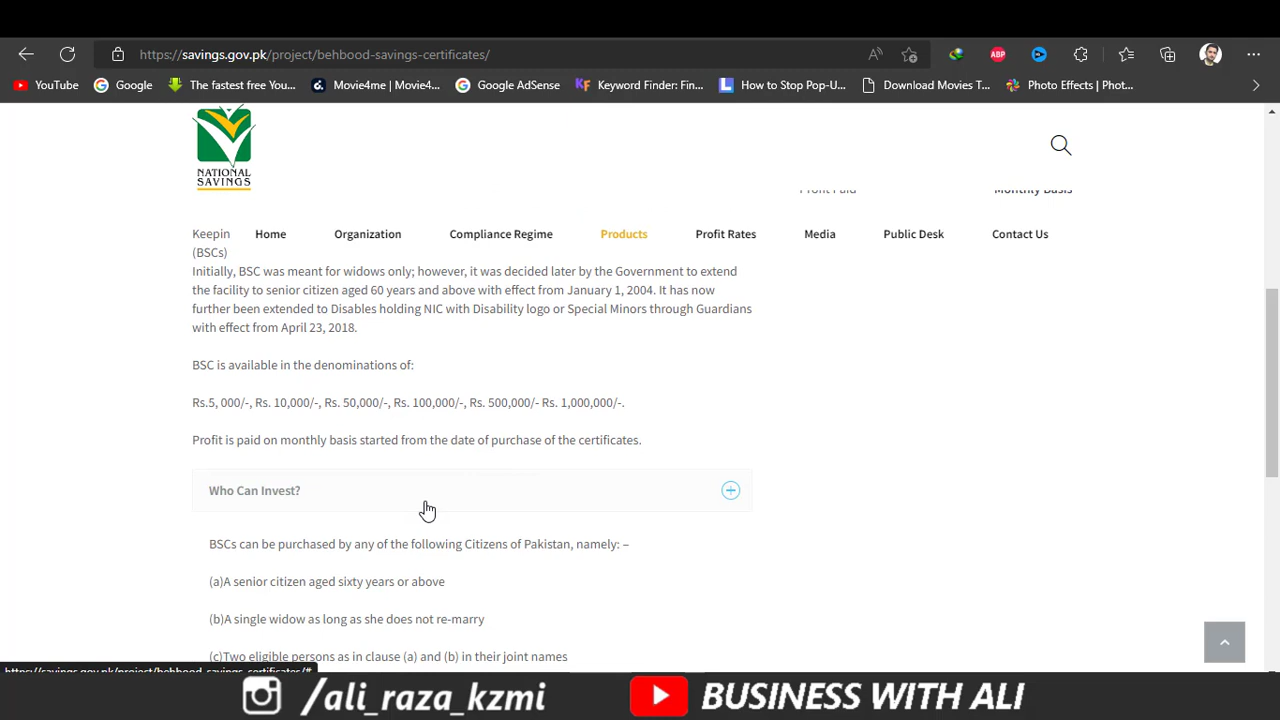 https://savings.gov.pk/project/behbood-savings-certificates/
YouTube
Google
The fastest free You...
Movie4me | Movie4...
Google AdSense
Keyword Finder: Fin...
How to Stop Pop-U...
Download Movies T...
Photo Effects | Phot...
NATIONAL
SAVINGS
Profit Paid
Monthly Basis
Home
Organization
Compliance Regime
Products
Profit Rates
Media
Public Desk
Contact Us
Keepin
(BSCs)
Initially, BSC was meant for widows only; however, it was decided later by the Government to extend
the facility to senior citizen aged 60 years and above with effect from January 1, 2004. It has now
further been extended to Disables holding NIC with Disability logo or Special Minors through Guardians
with effect from April 23, 2018.
BSC is available in the denominations of:
Rs.5, 000/-, Rs. 10,000/-, Rs. 50,000/-, Rs. 100,000/-, Rs. 500,000/- Rs. 1,000,000/-.
Profit is paid on monthly basis started from the date of purchase of the certificates.
Who Can Invest?
BSCs can be purchased by any of the following Citizens of Pakistan, namely: –
(a)A senior citizen aged sixty years or above
(b)A single widow as long as she does not re-marry
(c)Two eligible persons as in clause (a) and (b) in their joint names
https://savings.gov.pk/project/behbood-savings-certificates/#
/ali_raza_kzmi
BUSINESS WITH ALI
ABP